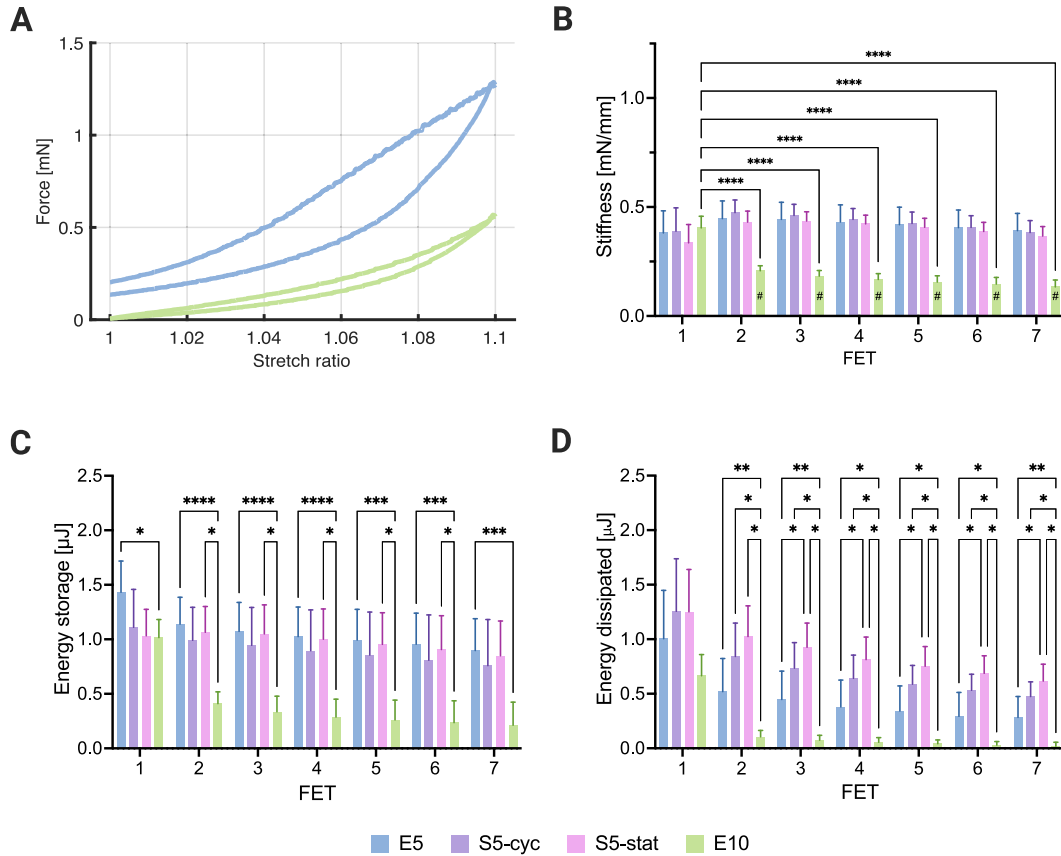 A
B
1.5
1
0.5
0
Force [mN]
1
1.02
1.04
1.06
1.08
1.1
Stretch ratio
1.0
0.5
0.0
Stiffness [mN/mm]
****
****
****
****
****
****
# # # # # #
1 2 3 4 5 6 7
FET
C
D
2.5
2.0
1.5
1.0
0.5
0.0
Energy storage [µJ]
**** **** **** *** ***
* * * * * * ***
1 2 3 4 5 6 7
FET
2.5
2.0
1.5
1.0
0.5
0.0
Energy dissipated [µJ]
** ** * * * **
* * * * * *
* * * * * * * * * * *
1 2 3 4 5 6 7
FET
E5 S5-cyc S5-stat E10